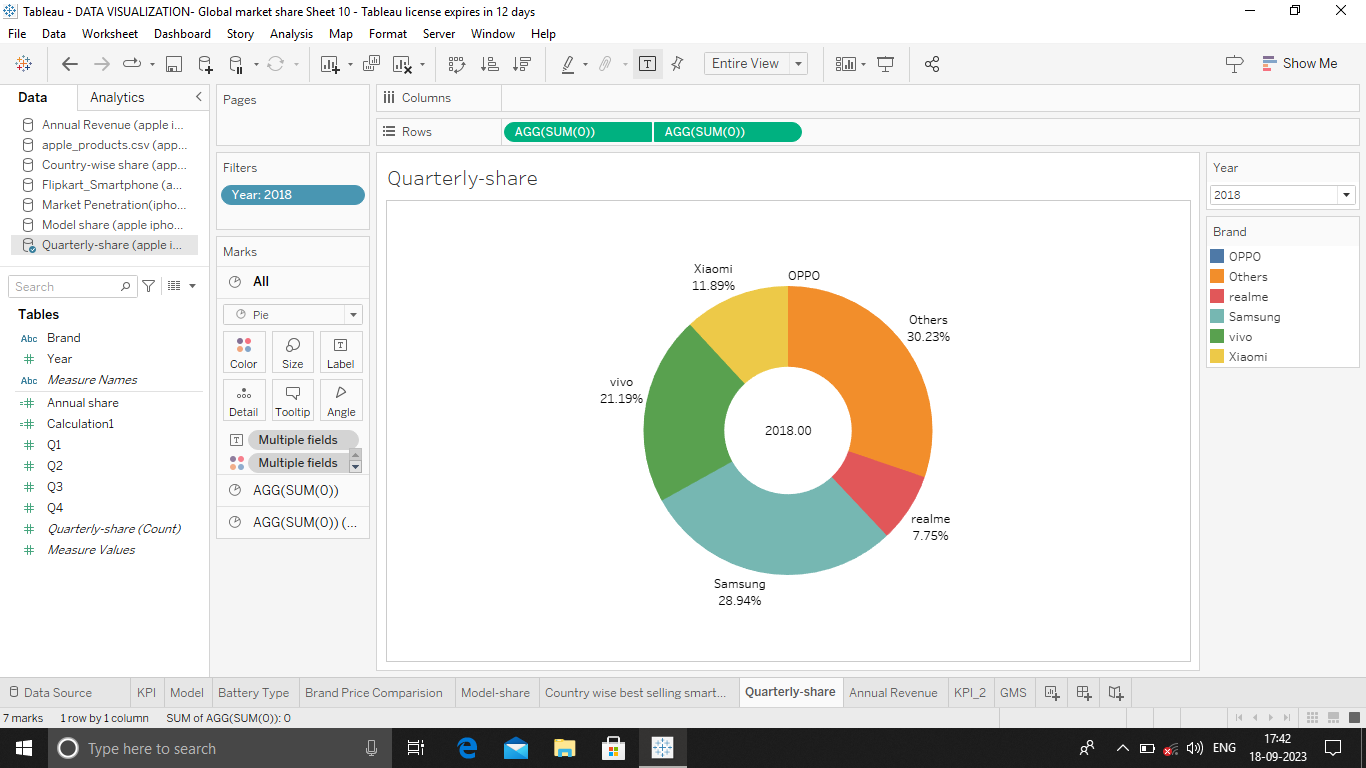 Tableau - DATA VISUALIZATION- Global market share Sheet 10 - Tableau license expires in 12 days
File Data Worksheet Dashboard Story Analysis Map Format Server Window Help
Entire View
Show Me
Data Analytics
Annual Revenue (apple i...
apple_products.csv (app...
Country-wise share (app...
Flipkart_Smartphone (a...
Market Penetration(ipho...
Model share (apple ipho...
Quarterly-share (apple i...
Search
Tables
Abc Brand
Year
Abc Measure Names
Annual share
Calculation1
Q1
Q2
Q3
Q4
Quarterly-share (Count)
Measure Values
Pages
Filters
Year: 2018
Marks
All
Pie
Color Size Label
Detail Tooltip Angle
Multiple fields
Multiple fields
AGG(SUM(0))
AGG(SUM(0)) (...
Columns
Rows AGG(SUM(0)) AGG(SUM(0))
Quarterly-share
Xiaomi
11.89%
OPPO
Others
30.23%
vivo
21.19%
2018.00
realme
7.75%
Samsung
28.94%
Year
2018
Brand
OPPO
Others
realme
Samsung
vivo
Xiaomi
Data Source KPI Model Battery Type Brand Price Comparision Model-share Country wise best selling smart... Quarterly-share Annual Revenue KPI_2 GMS
7 marks 1 row by 1 column SUM of AGG(SUM(0)): 0
Type here to search
ENG
17:42
18-09-2023